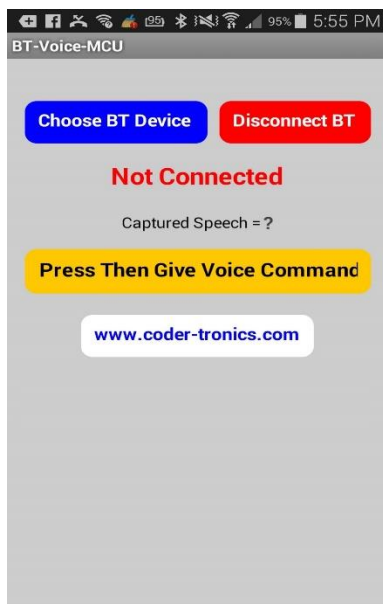 95 95% 5:55 PM
BT-Voice-MCU
Choose BT Device Disconnect BT
Not Connected
Captured Speech = ?
Press Then Give Voice Command
www.coder-tronics.com